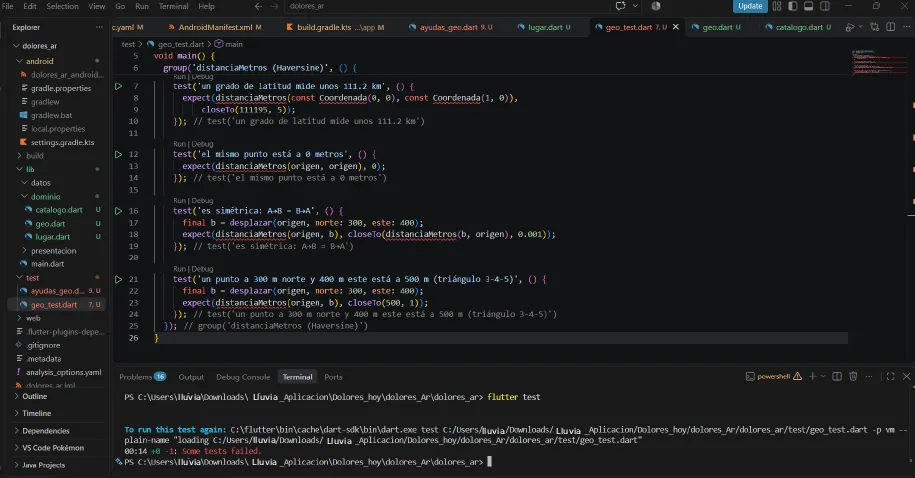 File Edit Selection View Go Run Terminal Help
dolores_ar
Update
Explorer
.yaml
AndroidManifest.xml
build.gradle.kts ...\app M
ayudas_geo.dart 9, U
lugar.dart U
geo_test.dart 7, U
geo.dart U
catalogo.dart U
dolores_ar
android
dolores_ar_android...
gradle.properties
gradlew
gradlew.bat
local.properties
settings.gradle.kts
build
lib
datos
dominio
catalogo.dart U
geo.dart U
lugar.dart U
presentacion
main.dart
test
ayudas_geo.d... 9, U
geo_test.dart 7, U
web
.flutter-plugins-depe...
.gitignore
.metadata
analysis_options.yaml
dolores_ar.iml
Outline
Timeline
Dependencies
VS Code Pokémon
Java Projects
test > geo_test.dart > main
5 void main() {
6 group('distanciaMetros (Haversine)', () {
Run | Debug
7 test('un grado de latitud mide unos 111.2 km', () {
8 expect(distanciaMetros(const Coordenada(0, 0), const Coordenada(1, 0)),
9 closeTo(111195, 5));
10 }); // test('un grado de latitud mide unos 111.2 km')
11
Run | Debug
12 test('el mismo punto está a 0 metros', () {
13 expect(distanciaMetros(origen, origen), 0);
14 }); // test('el mismo punto está a 0 metros')
15
Run | Debug
16 test('es simétrica: A→B = B→A', () {
17 final b = desplazar(origen, norte: 300, este: 400);
18 expect(distanciaMetros(origen, b), closeTo(distanciaMetros(b, origen), 0.001));
19 }); // test('es simétrica: A→B = B→A')
20
Run | Debug
21 test('un punto a 300 m norte y 400 m este está a 500 m (triángulo 3-4-5)', () {
22 final b = desplazar(origen, norte: 300, este: 400);
23 expect(distanciaMetros(origen, b), closeTo(500, 1));
24 }); // test('un punto a 300 m norte y 400 m este está a 500 m (triángulo 3-4-5)')
25 }); // group('distanciaMetros (Haversine)')
26 }
Problems 16 Output Debug Console Terminal Ports
powershell
PS C:\Users\lluvia\Downloads\ Lluvia _Aplicacion\Dolores_hoy\dolores_Ar\dolores_ar> flutter test
To run this test again: C:\flutter\bin\cache\dart-sdk\bin\dart.exe test C:/Users/lluvia/Downloads/ Lluvia _Aplicacion/Dolores_hoy/dolores_Ar/dolores_ar/test/geo_test.dart -p vm --
plain-name "loading C:/Users/lluvia/Downloads/ Lluvia _Aplicacion/Dolores_hoy/dolores_Ar/dolores_ar/test/geo_test.dart"
00:14 +0 -1: Some tests failed.
PS C:\Users\lluvia\Downloads\ Lluvia _Aplicacion\Dolores_hoy\dolores_Ar\dolores_ar>